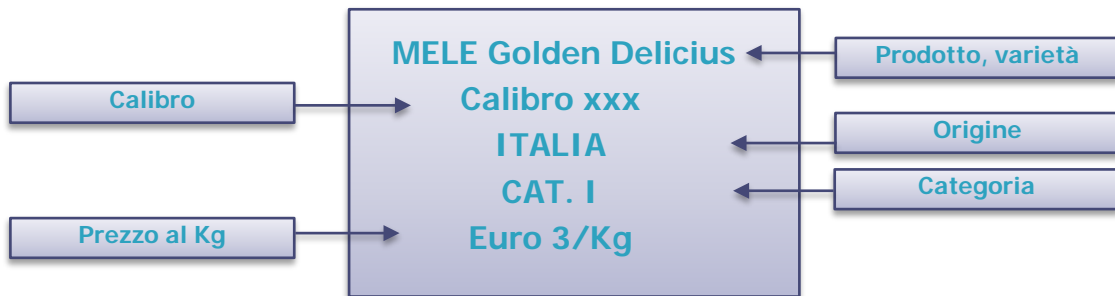 MELE Golden Delicius
Prodotto, varietà
Calibro
Calibro xxx
ITALIA
Origine
CAT. I
Categoria
Prezzo al Kg
Euro 3/Kg